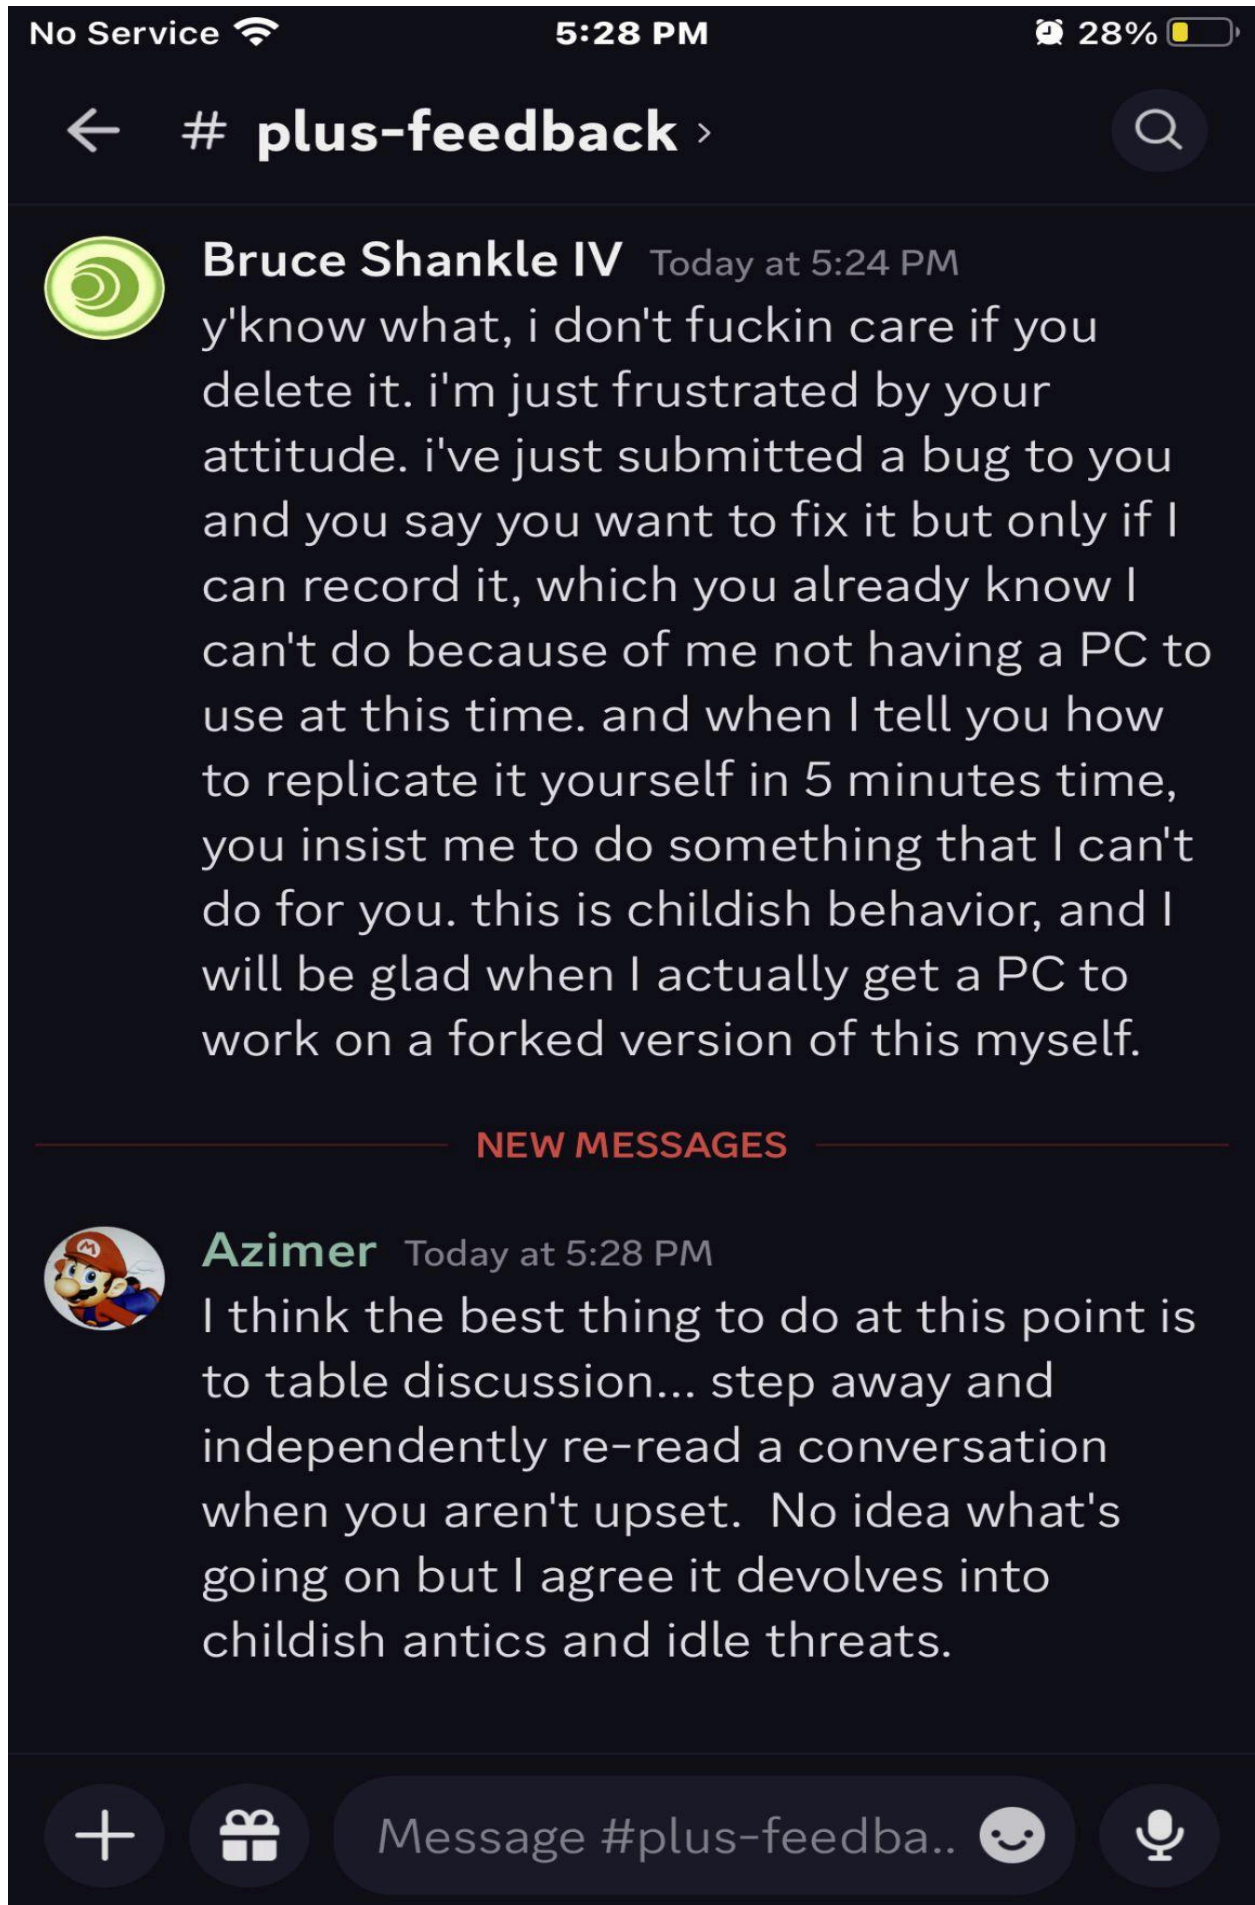 No Service 5:28 PM 28%
# plus-feedback ›
Bruce Shankle IV Today at 5:24 PM
y'know what, i don't fuckin care if you
delete it. i'm just frustrated by your
attitude. i've just submitted a bug to you
and you say you want to fix it but only if I
can record it, which you already know I
can't do because of me not having a PC to
use at this time. and when I tell you how
to replicate it yourself in 5 minutes time,
you insist me to do something that I can't
do for you. this is childish behavior, and I
will be glad when I actually get a PC to
work on a forked version of this myself.
NEW MESSAGES
M
Azimer Today at 5:28 PM
I think the best thing to do at this point is
to table discussion... step away and
independently re-read a conversation
when you aren't upset.  No idea what's
going on but I agree it devolves into
childish antics and idle threats.
Message #plus-feedba..